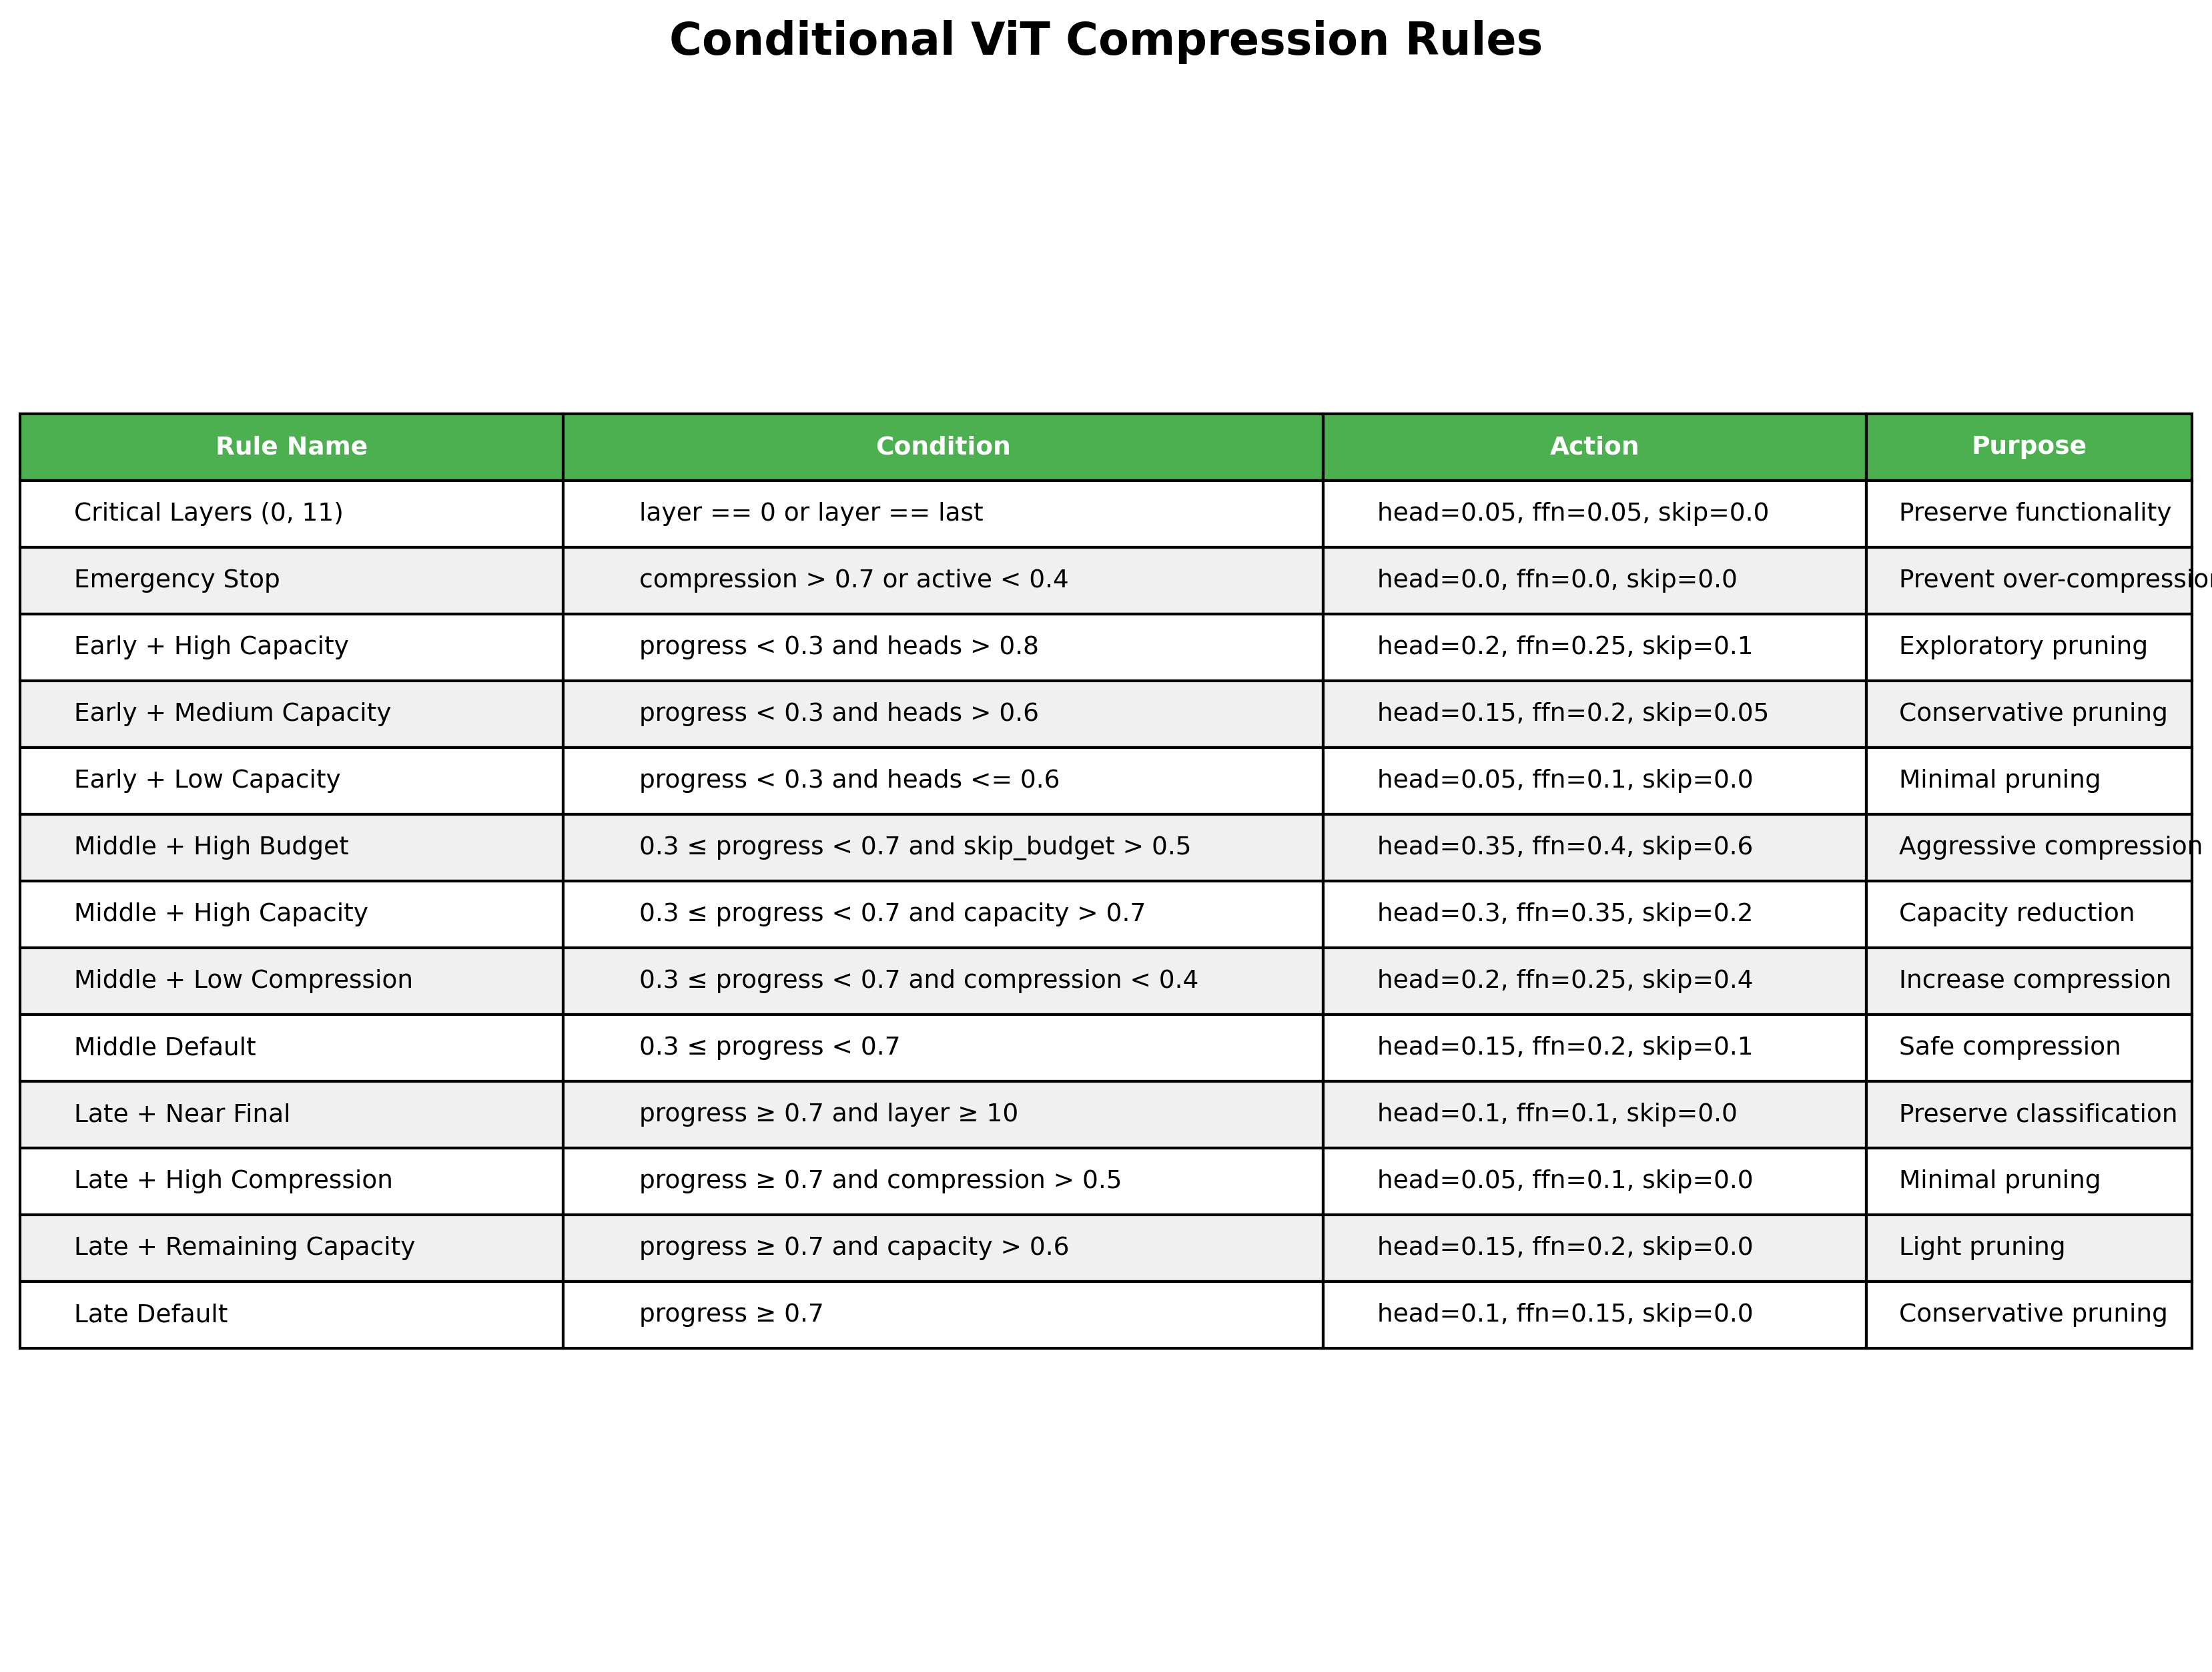 Conditional ViT Compression Rules
Rule Name Condition Action Purpose
Critical Layers (0, 11) layer == 0 or layer == last head=0.05, ffn=0.05, skip=0.0 Preserve functionality
Emergency Stop compression > 0.7 or active < 0.4 head=0.0, ffn=0.0, skip=0.0 Prevent over-compression
Early + High Capacity progress < 0.3 and heads > 0.8 head=0.2, ffn=0.25, skip=0.1 Exploratory pruning
Early + Medium Capacity progress < 0.3 and heads > 0.6 head=0.15, ffn=0.2, skip=0.05 Conservative pruning
Early + Low Capacity progress < 0.3 and heads <= 0.6 head=0.05, ffn=0.1, skip=0.0 Minimal pruning
Middle + High Budget 0.3 ≤ progress < 0.7 and skip_budget > 0.5 head=0.35, ffn=0.4, skip=0.6 Aggressive compression
Middle + High Capacity 0.3 ≤ progress < 0.7 and capacity > 0.7 head=0.3, ffn=0.35, skip=0.2 Capacity reduction
Middle + Low Compression 0.3 ≤ progress < 0.7 and compression < 0.4 head=0.2, ffn=0.25, skip=0.4 Increase compression
Middle Default 0.3 ≤ progress < 0.7 head=0.15, ffn=0.2, skip=0.1 Safe compression
Late + Near Final progress ≥ 0.7 and layer ≥ 10 head=0.1, ffn=0.1, skip=0.0 Preserve classification
Late + High Compression progress ≥ 0.7 and compression > 0.5 head=0.05, ffn=0.1, skip=0.0 Minimal pruning
Late + Remaining Capacity progress ≥ 0.7 and capacity > 0.6 head=0.15, ffn=0.2, skip=0.0 Light pruning
Late Default progress ≥ 0.7 head=0.1, ffn=0.15, skip=0.0 Conservative pruning